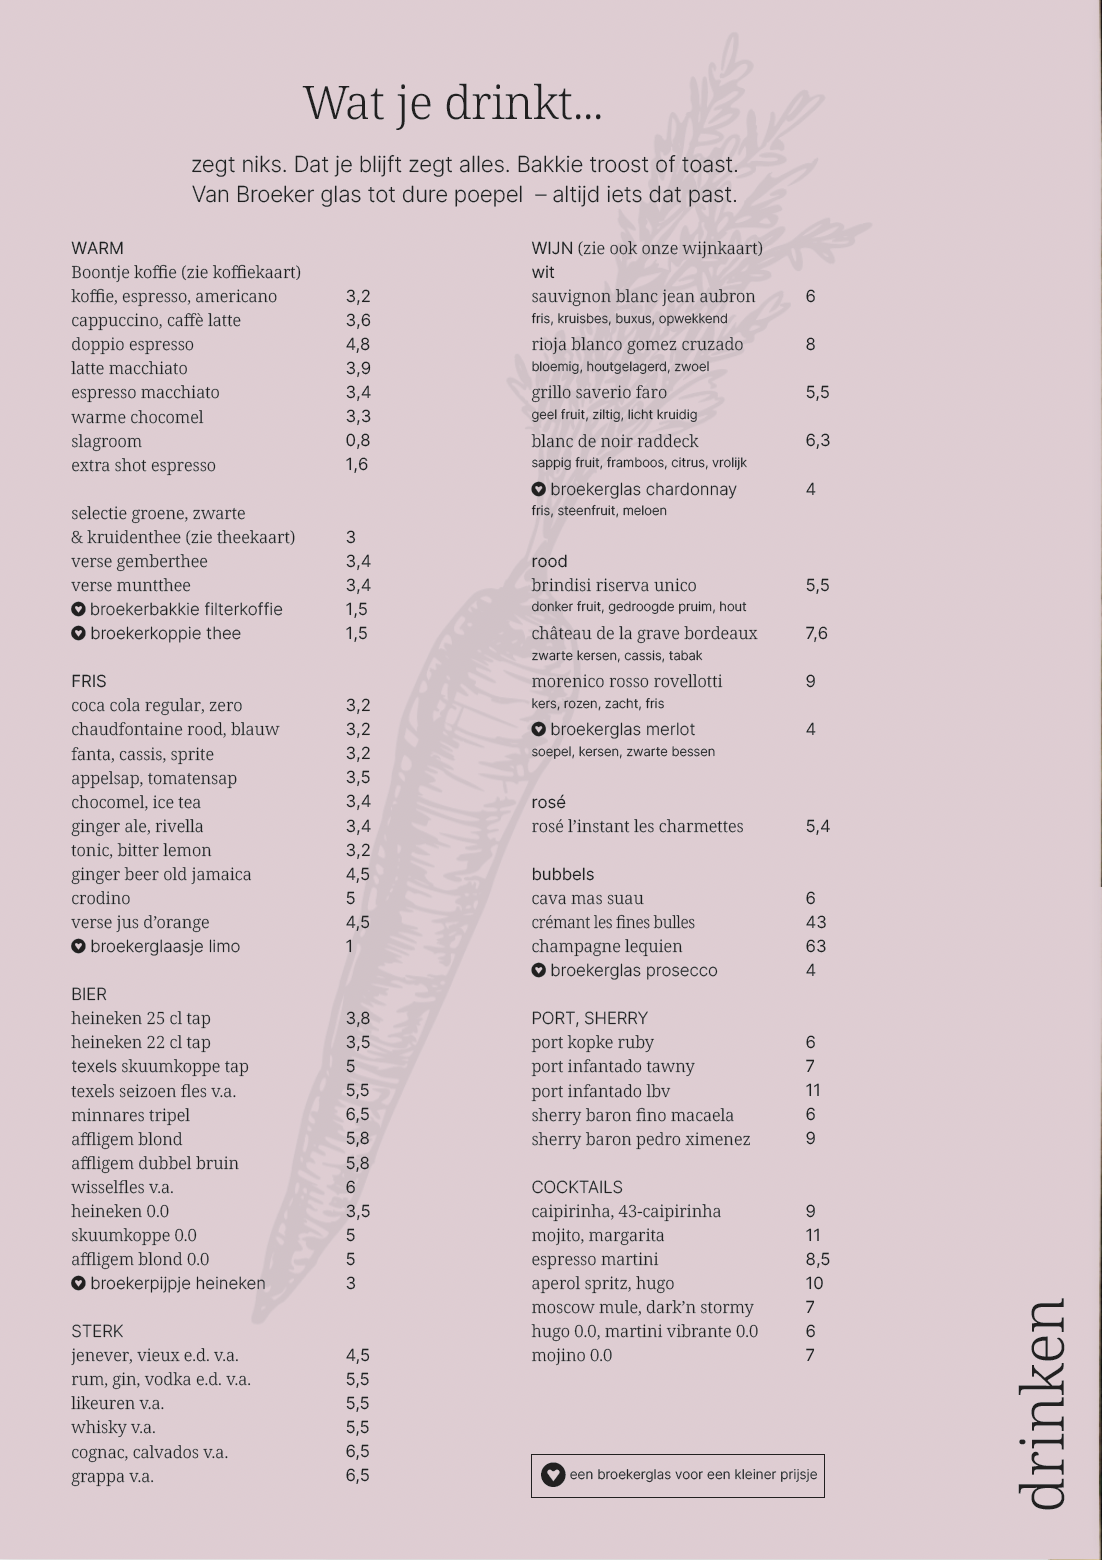 Wat je drinkt...
zegt niks. Dat je blijft zegt alles. Bakkie troost of toast.
Van Broeker glas tot dure poepel – altijd iets dat past.
WARM
Boontje koffie (zie koffiekaart)
koffie, espresso, americano 3,2
cappuccino, caffè latte 3,6
doppio espresso 4,8
latte macchiato 3,9
espresso macchiato 3,4
warme chocomel 3,3
slagroom 0,8
extra shot espresso 1,6
selectie groene, zwarte
& kruidenthee (zie theekaart) 3
verse gemberthee 3,4
verse muntthee 3,4
broekerbakkie filterkoffie 1,5
broekerkoppie thee 1,5
FRIS
coca cola regular, zero 3,2
chaudfontaine rood, blauw 3,2
fanta, cassis, sprite 3,2
appelsap, tomatensap 3,5
chocomel, ice tea 3,4
ginger ale, rivella 3,4
tonic, bitter lemon 3,2
ginger beer old jamaica 4,5
crodino 5
verse jus d’orange 4,5
broekerglaasje limo 1
BIER
heineken 25 cl tap 3,8
heineken 22 cl tap 3,5
texels skuumkoppe tap 5
texels seizoen fles v.a. 5,5
minnares tripel 6,5
affligem blond 5,8
affligem dubbel bruin 5,8
wisselfles v.a. 6
heineken 0.0 3,5
skuumkoppe 0.0 5
affligem blond 0.0 5
broekerpijpje heineken 3
STERK
jenever, vieux e.d. v.a. 4,5
rum, gin, vodka e.d. v.a. 5,5
likeuren v.a. 5,5
whisky v.a. 5,5
cognac, calvados v.a. 6,5
grappa v.a. 6,5
WIJN (zie ook onze wijnkaart)
wit
sauvignon blanc jean aubron 6
fris, kruisbes, buxus, opwekkend
rioja blanco gomez cruzado 8
bloemig, houtgelagerd, zwoel
grillo saverio faro 5,5
geel fruit, ziltig, licht kruidig
blanc de noir raddeck 6,3
sappig fruit, framboos, citrus, vrolijk
broekerglas chardonnay 4
fris, steenfruit, meloen
rood
brindisi riserva unico 5,5
donker fruit, gedroogde pruim, hout
château de la grave bordeaux 7,6
zwarte kersen, cassis, tabak
morenico rosso rovellotti 9
kers, rozen, zacht, fris
broekerglas merlot 4
soepel, kersen, zwarte bessen
rosé
rosé l’instant les charmettes 5,4
bubbels
cava mas suau 6
crémant les fines bulles 43
champagne lequien 63
broekerglas prosecco 4
PORT, SHERRY
port kopke ruby 6
port infantado tawny 7
port infantado lbv 11
sherry baron fino macaela 6
sherry baron pedro ximenez 9
COCKTAILS
caipirinha, 43-caipirinha 9
mojito, margarita 11
espresso martini 8,5
aperol spritz, hugo 10
moscow mule, dark’n stormy 7
hugo 0.0, martini vibrante 0.0 6
mojino 0.0 7
een broekerglas voor een kleiner prijsje
drinken